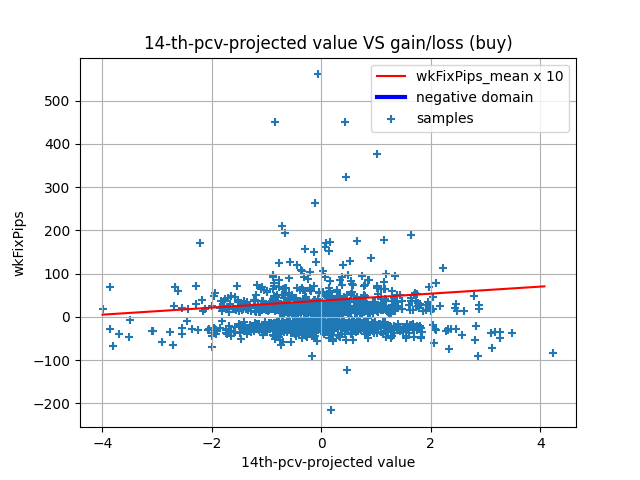 14-th-pcv-projected value VS gain/loss (buy)
wkFixPips_mean x 10
negative domain
samples
500
400
300
200
100
0
−100
−200
wkFixPips
−4
−2
0
2
4
14th-pcv-projected value